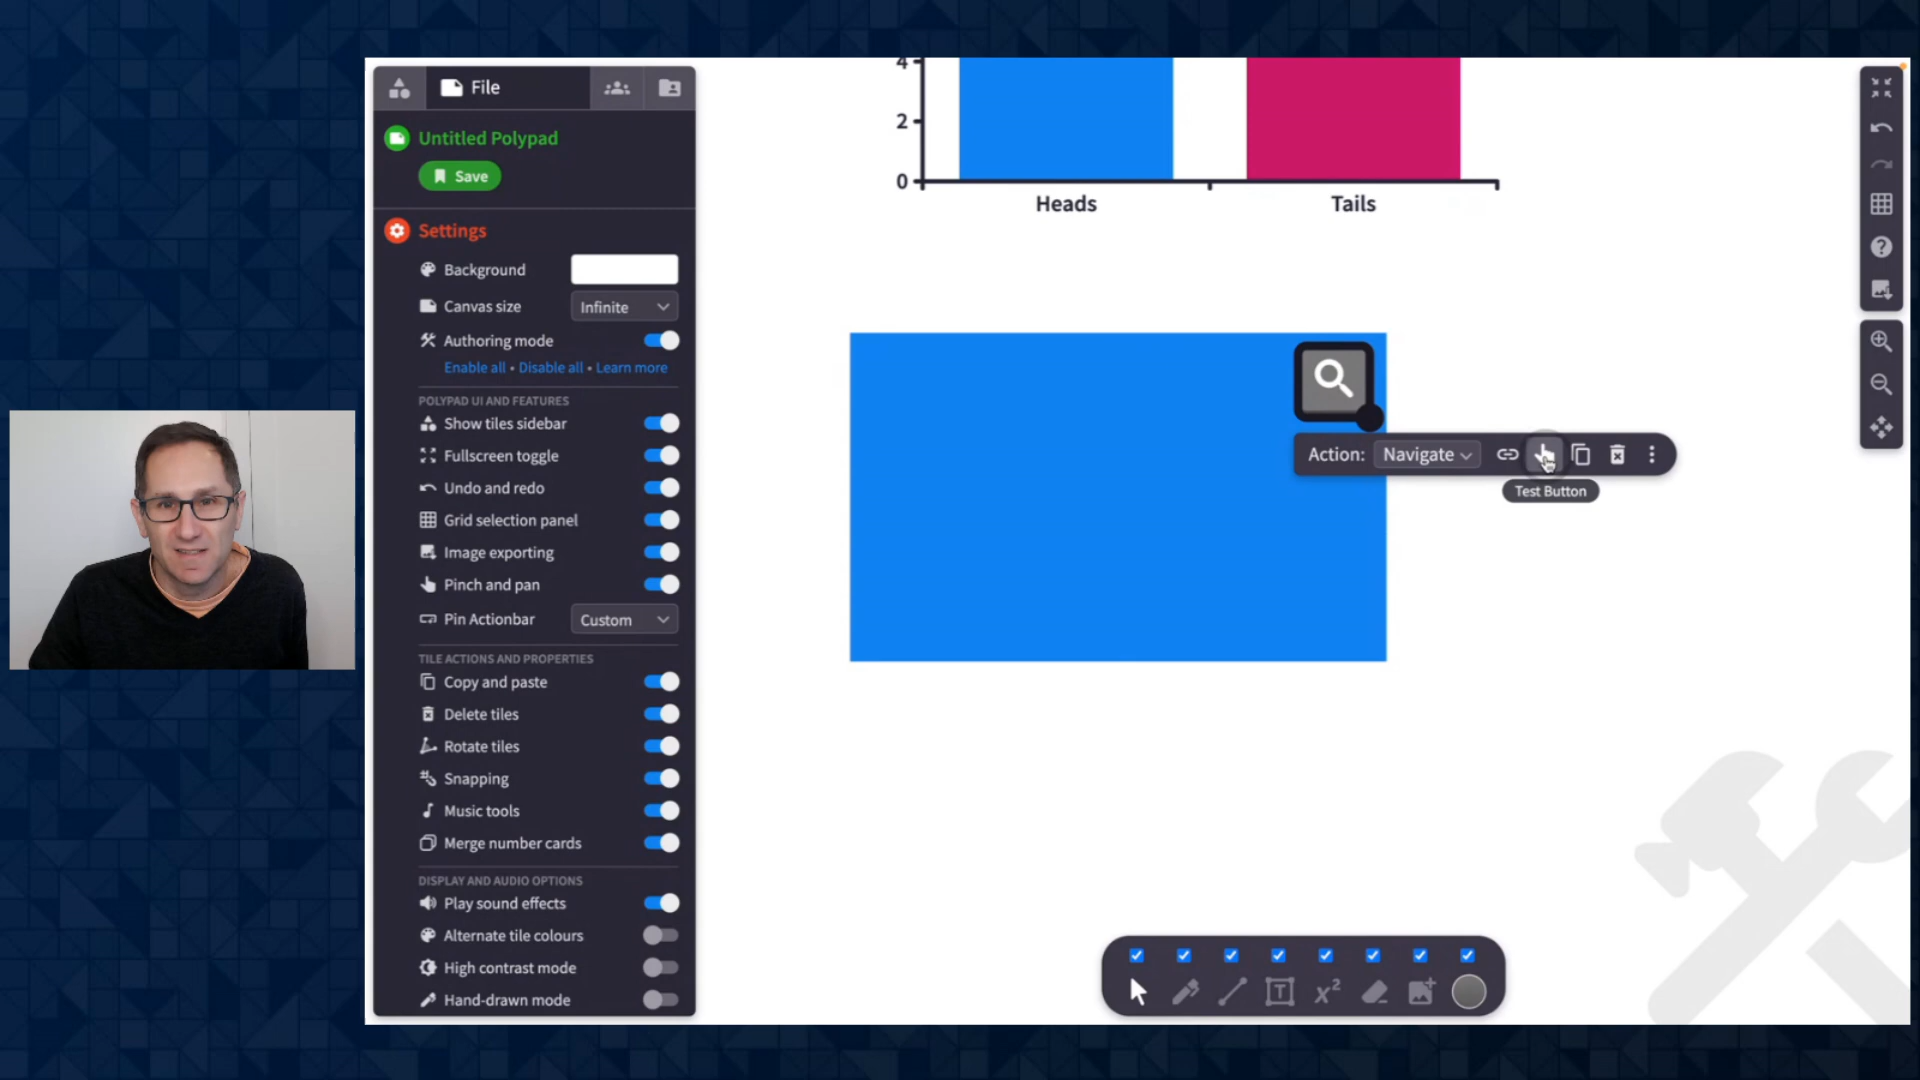 File
Untitled Polypad
Save
Settings
Background
Canvas size Infinite
Authoring mode
Enable all • Disable all • Learn more
POLYPAD UI AND FEATURES
Show tiles sidebar
Fullscreen toggle
Undo and redo
Grid selection panel
Image exporting
Pinch and pan
Pin Actionbar Custom
TILE ACTIONS AND PROPERTIES
Copy and paste
Delete tiles
Rotate tiles
Snapping
Music tools
Merge number cards
DISPLAY AND AUDIO OPTIONS
Play sound effects
Alternate tile colours
High contrast mode
Hand-drawn mode
4
2
0
Heads Tails
Action: Navigate
Test Button
T x²